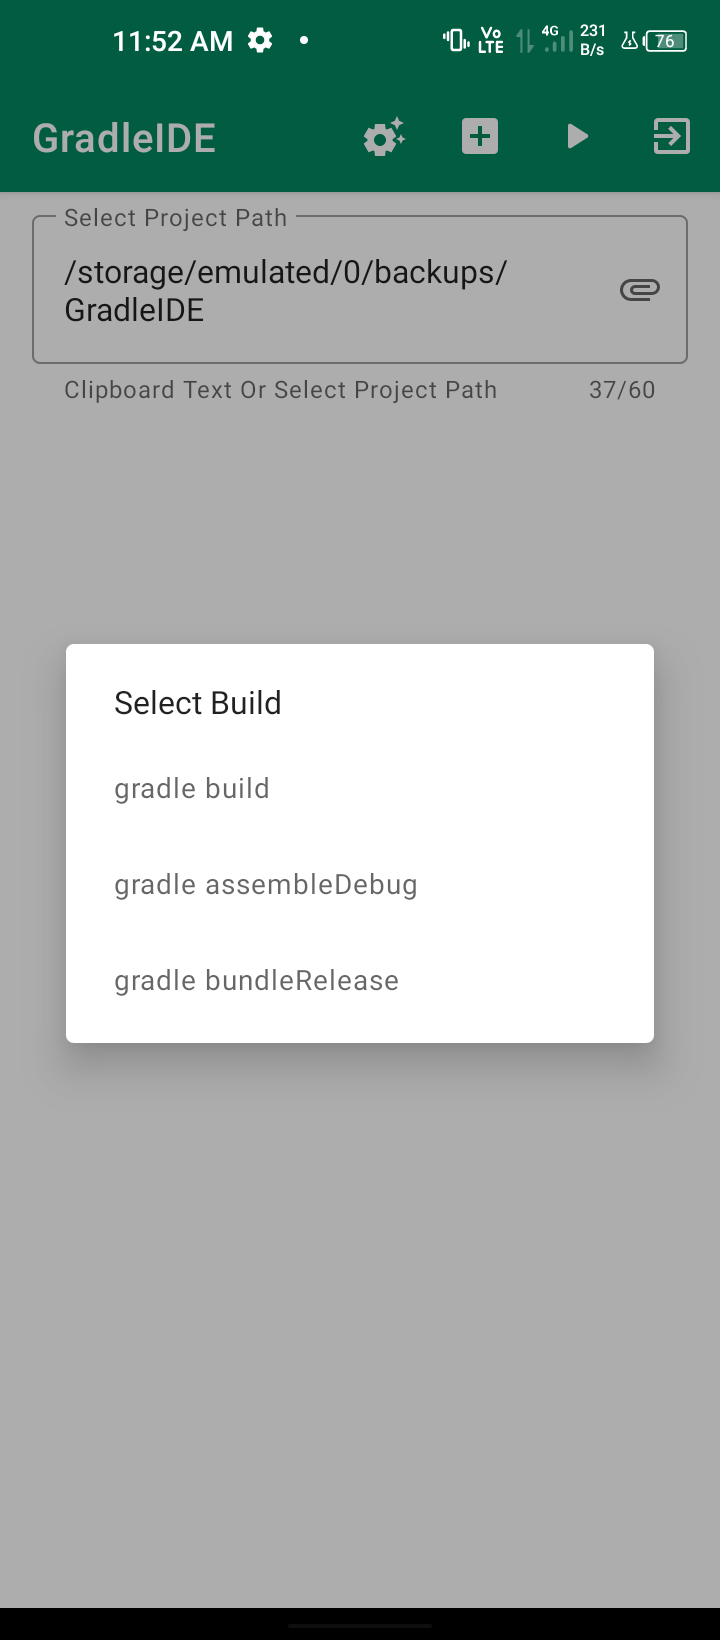 11:52 AM
Vo
LTE
4G
231
B/s
76
GradleIDE
Select Project Path
/storage/emulated/0/backups/
GradleIDE
Clipboard Text Or Select Project Path 37/60
Select Build
gradle build
gradle assembleDebug
gradle bundleRelease